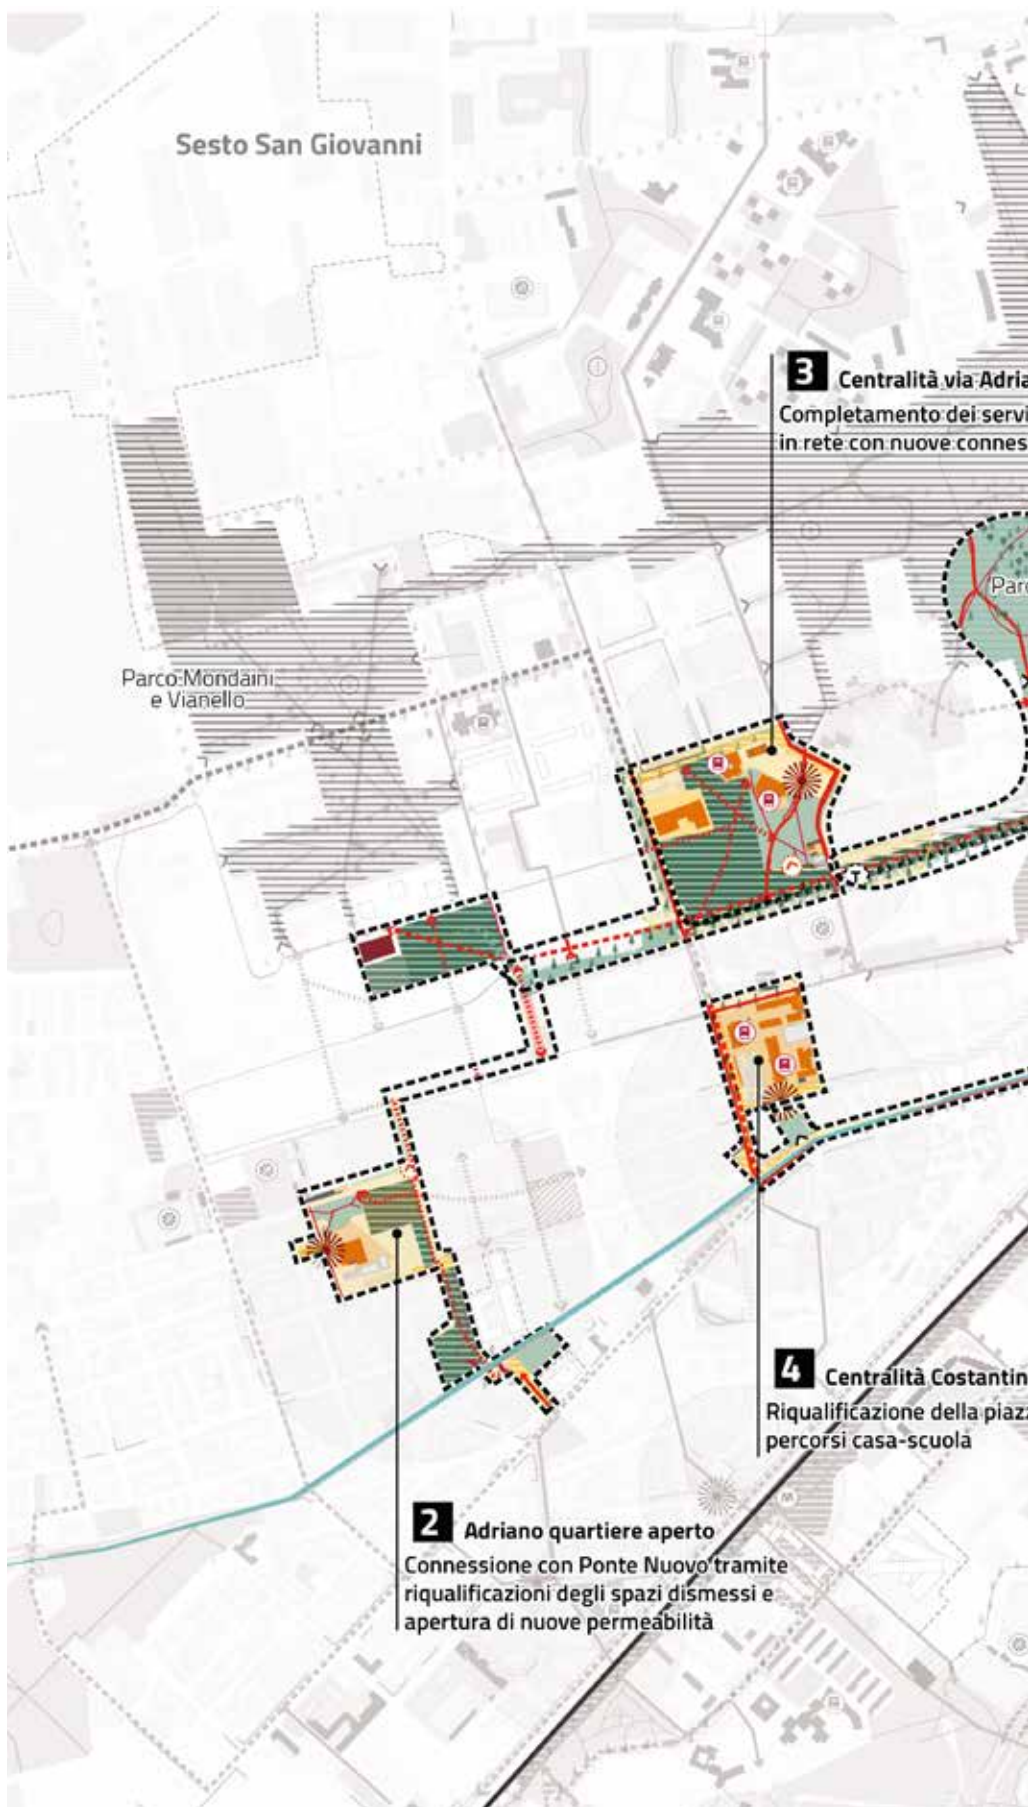 Sesto San Giovanni
3 Centralità via Adria
Completamento dei servi
in rete con nuove connes
Parc
Parco Mondaini
e Vianello
4 Centralità Costantin
Riqualificazione della piazz
percorsi casa-scuola
2 Adriano quartiere aperto
Connessione con Ponte Nuovo tramite
riqualificazioni degli spazi dismessi e
apertura di nuove permeabilità